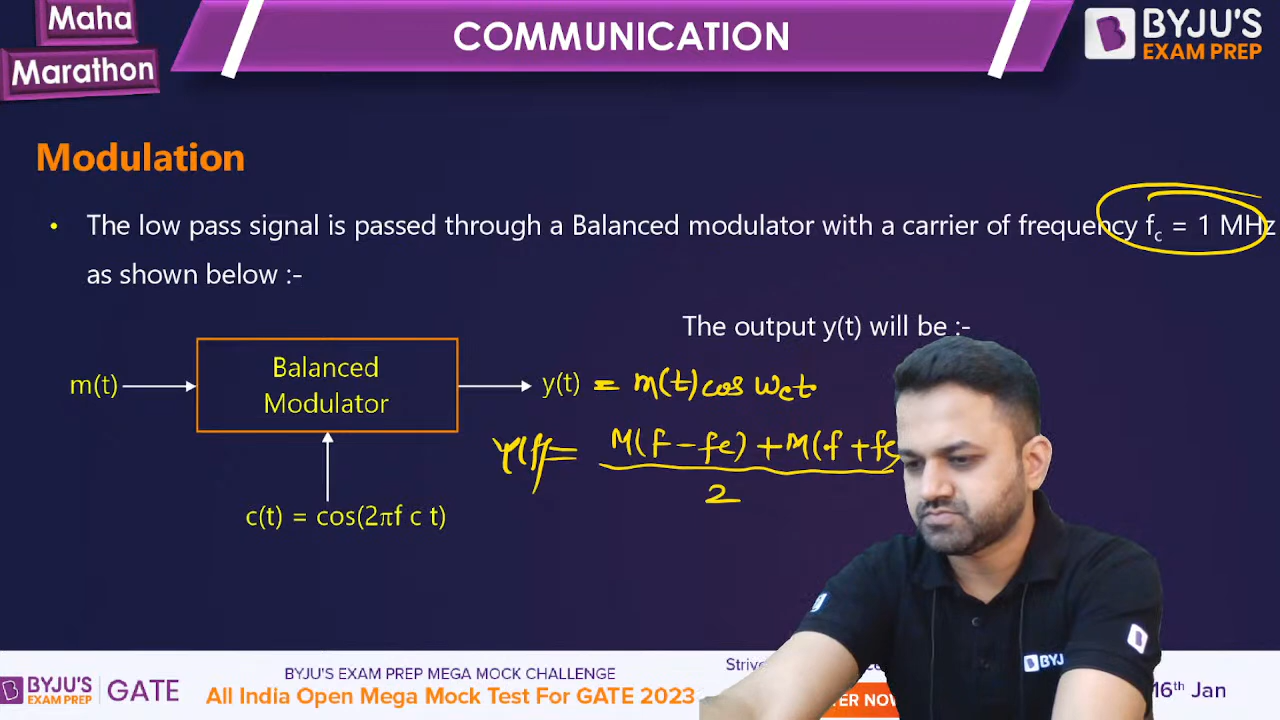 Maha
Marathon
COMMUNICATION
BYJU'S
EXAM PREP
Modulation
• The low pass signal is passed through a Balanced modulator with a carrier of frequency fc = 1 MHz
as shown below :-
The output y(t) will be :-
m(t)
Balanced
Modulator
y(t) = m(t) cos ωct
Y(f) = M(f - fc) + M(f + fc
2
c(t) = cos(2πf c t)
BYJU'S
EXAM PREP
GATE
BYJU'S EXAM PREP MEGA MOCK CHALLENGE
All India Open Mega Mock Test For GATE 2023
16th Jan
BYJ